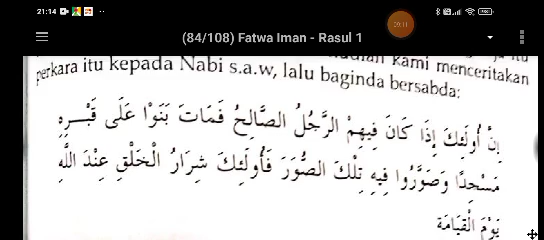 21:14
(84/108) Fatwa Iman - Rasul 1
kami menceritakan
perkara itu kepada Nabi s.a.w, lalu baginda bersabda:
إِنَّ أُولَئِكَ إِذَا كَانَ فِيهِمُ الرَّجُلُ الصَّالِحُ فَمَاتَ بَنَوْا عَلَى قَبْرِهِ
مَسْجِدًا وَصَوَّرُوا فِيهِ تِلْكَ الصُّوَرَ فَأُولَئِكَ شِرَارُ الْخَلْقِ عِنْدَ اللَّهِ
يَوْمَ الْقِيَامَة